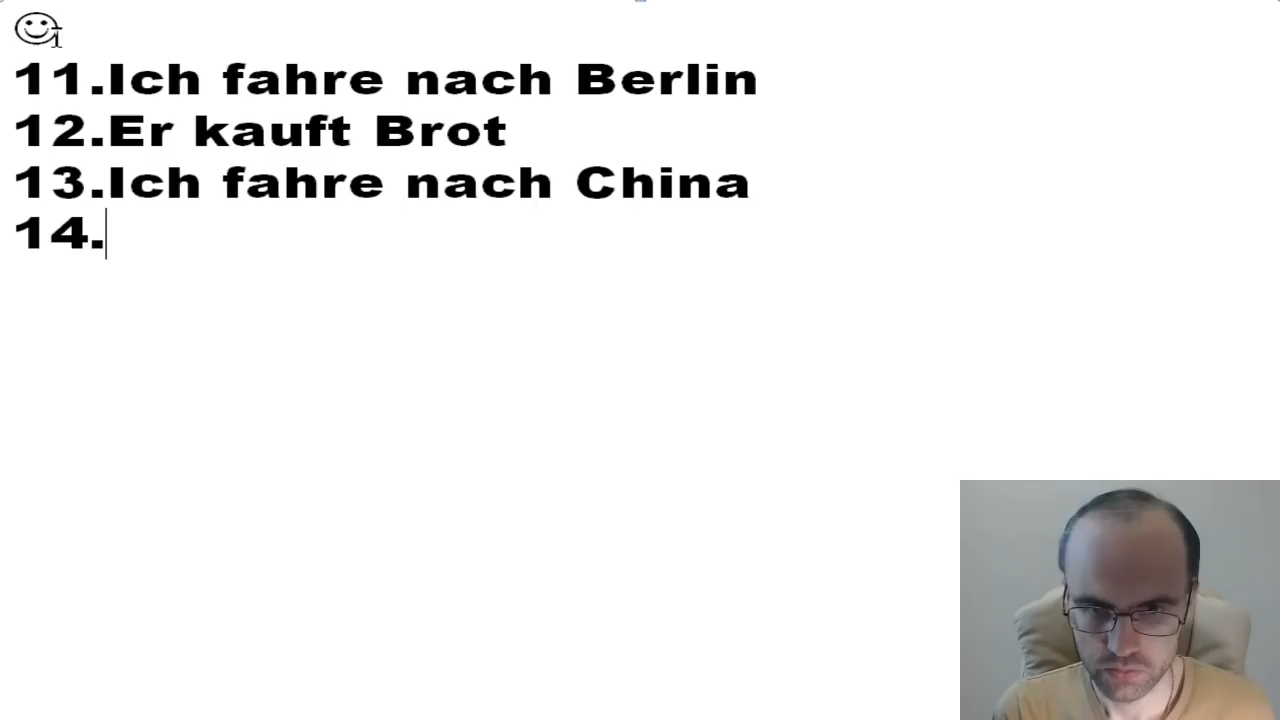 11.Ich fahre nach Berlin
12.Er kauft Brot
13.Ich fahre nach China
14.